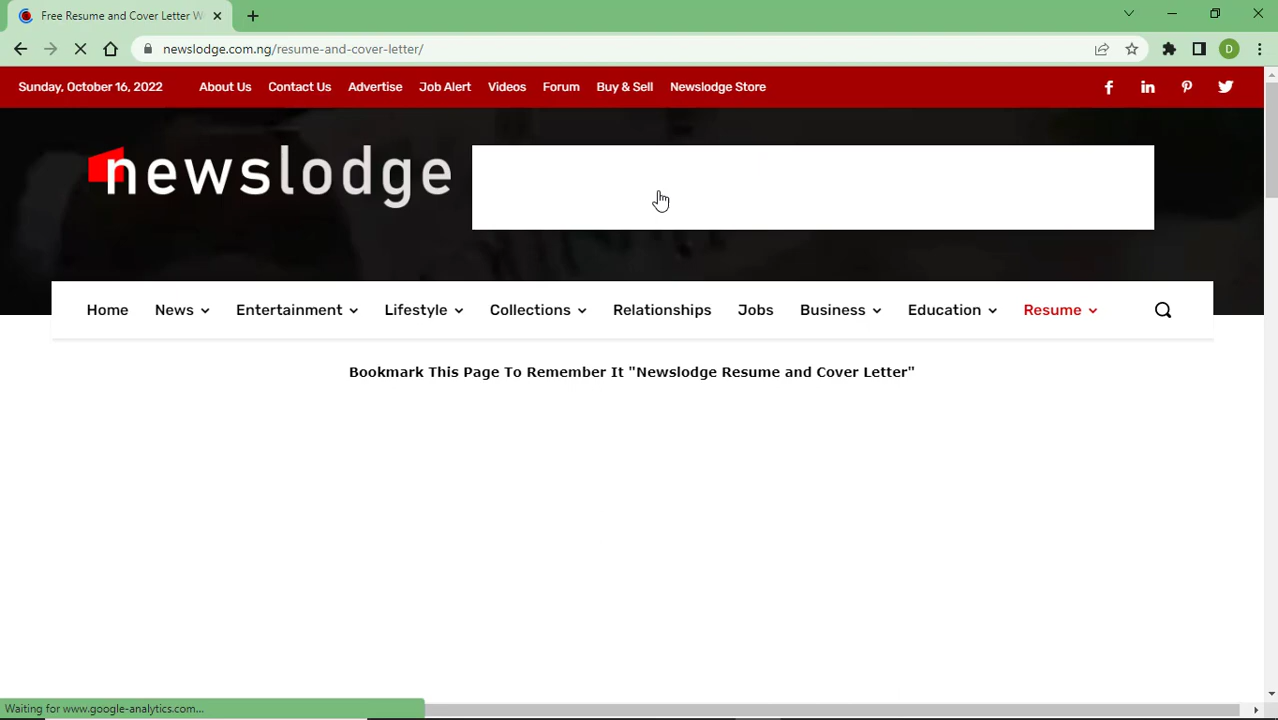 Free Resume and Cover Letter W
newslodge.com.ng/resume-and-cover-letter/
D
Sunday, October 16, 2022 About Us Contact Us Advertise Job Alert Videos Forum Buy & Sell Newslodge Store
newslodge
Home News Entertainment Lifestyle Collections Relationships Jobs Business Education Resume
Bookmark This Page To Remember It "Newslodge Resume and Cover Letter"
Waiting for www.google-analytics.com...